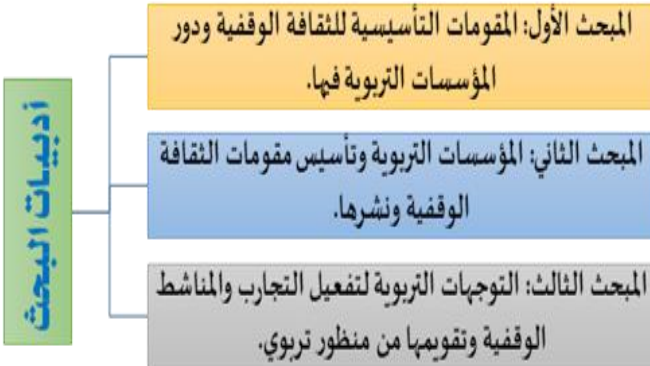 أدبيات البحث
المبحث الأول: المقومات التأسيسية للثقافة الوقفية ودور
المؤسسات التربوية فيها.
المبحث الثاني: المؤسسات التربوية وتأسيس مقومات الثقافة
الوقفية ونشرها.
المبحث الثالث: التوجهات التربوية لتفعيل التجارب والمناشط
الوقفية وتقويمها من منظور تربوي.